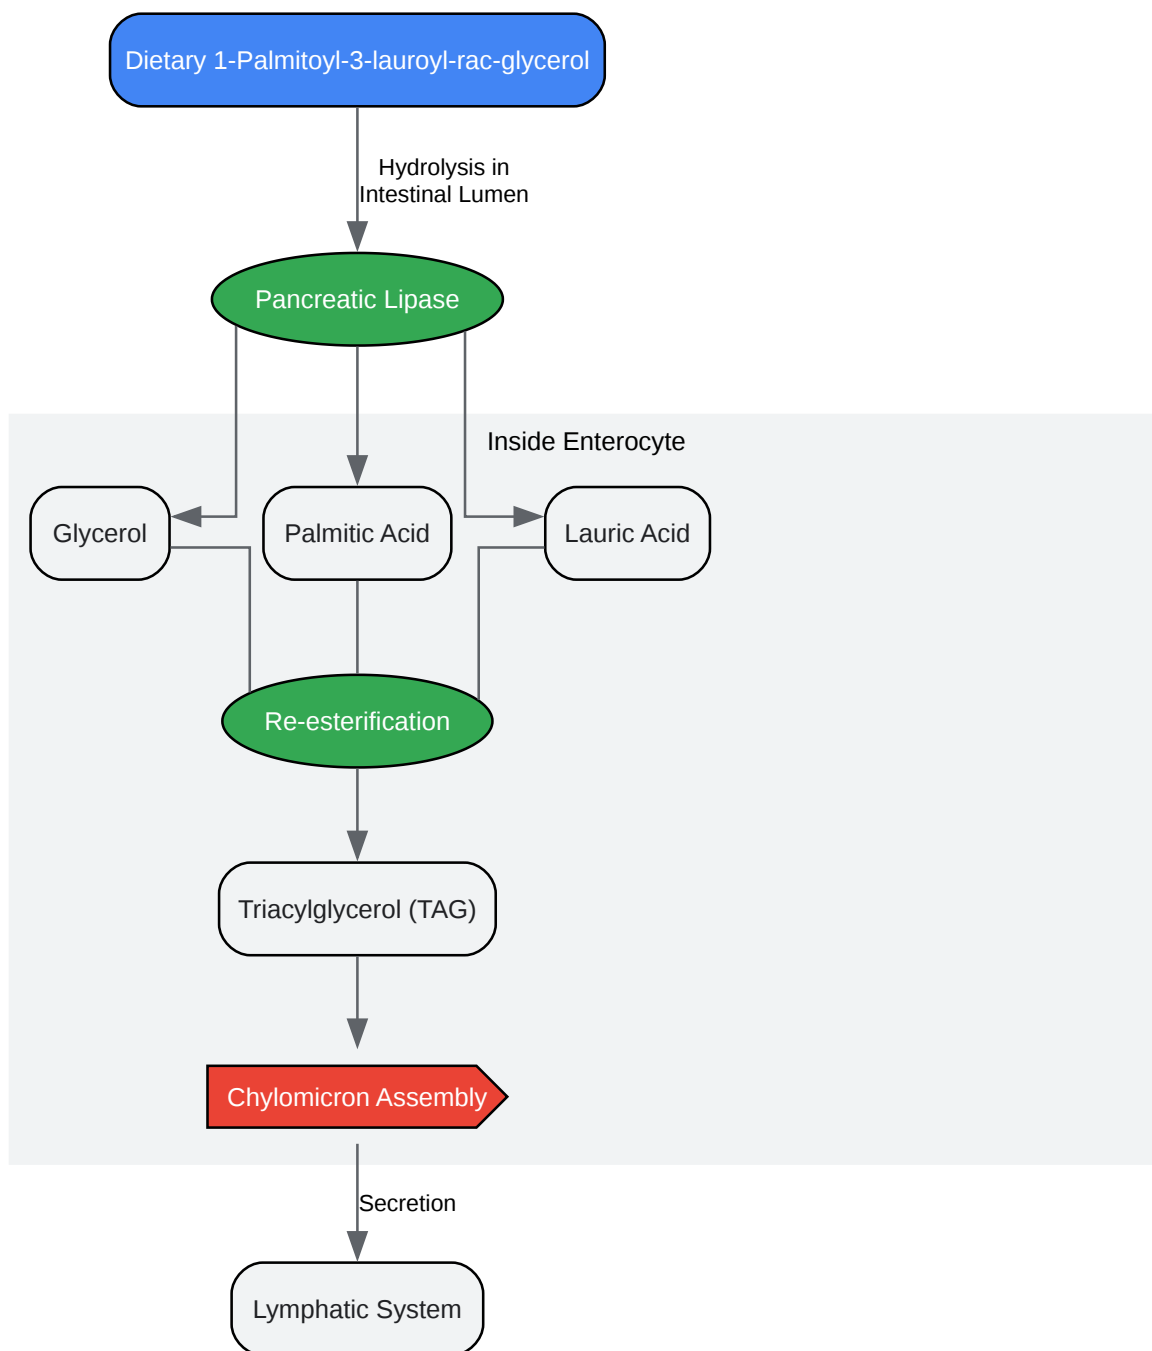 Dietary 1-Palmitoyl-3-lauroyl-rac-glycerol
Hydrolysis in
Intestinal Lumen
Pancreatic Lipase
Inside Enterocyte
Glycerol
Palmitic Acid
Lauric Acid
Re-esterification
Triacylglycerol (TAG)
Chylomicron Assembly
Secretion
Lymphatic System